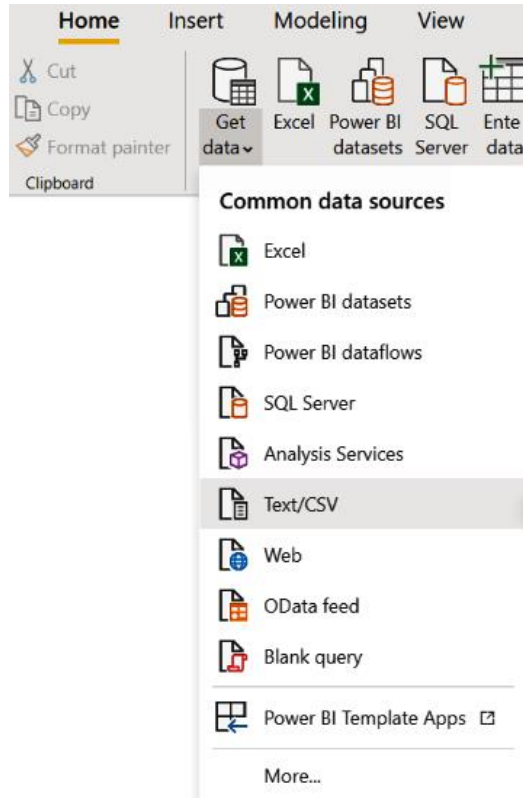 Home Insert Modeling View
Cut
Copy
Format painter
Clipboard
Get data
Excel
Power BI datasets
SQL Server
Ente data
Common data sources
Excel
Power BI datasets
Power BI dataflows
SQL Server
Analysis Services
Text/CSV
Web
OData feed
Blank query
Power BI Template Apps
More...